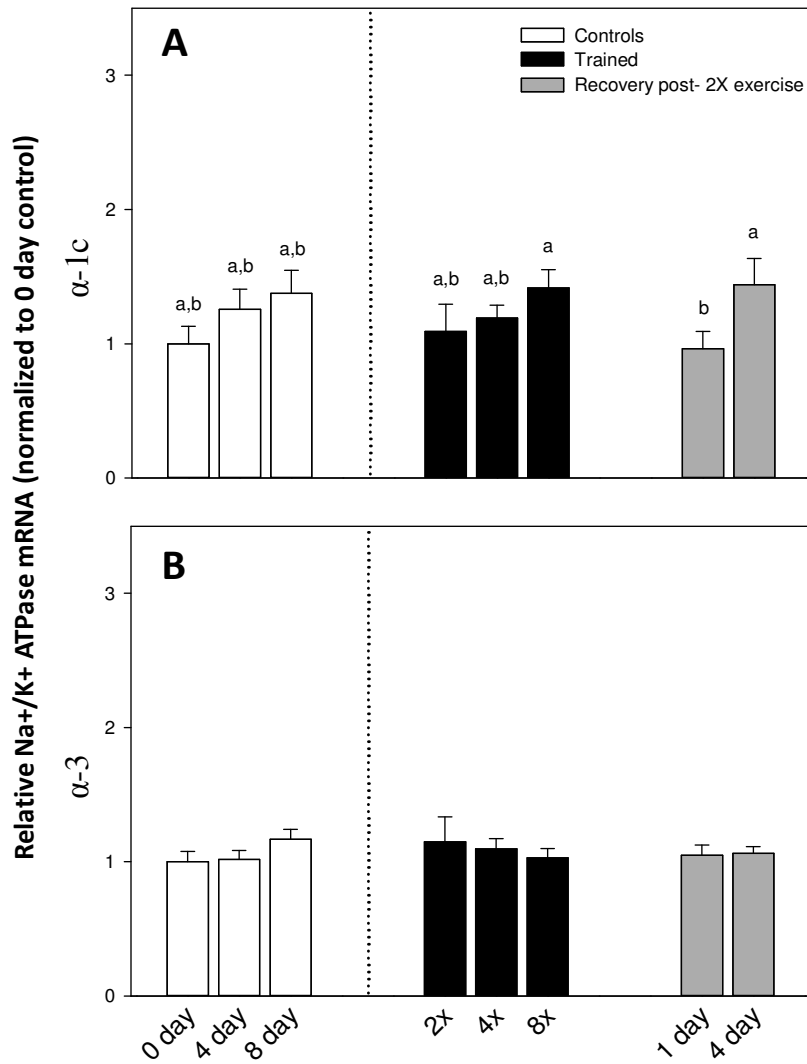 Relative Na+/K+ ATPase mRNA (normalized to 0 day control)
A
Controls
Trained
Recovery post- 2X exercise
α-1c
3
2
1
0
a,b
a,b
a,b
a,b
a,b
a
b
a
B
α-3
3
2
1
0
0 day
4 day
8 day
2x
4x
8x
1 day
4 day